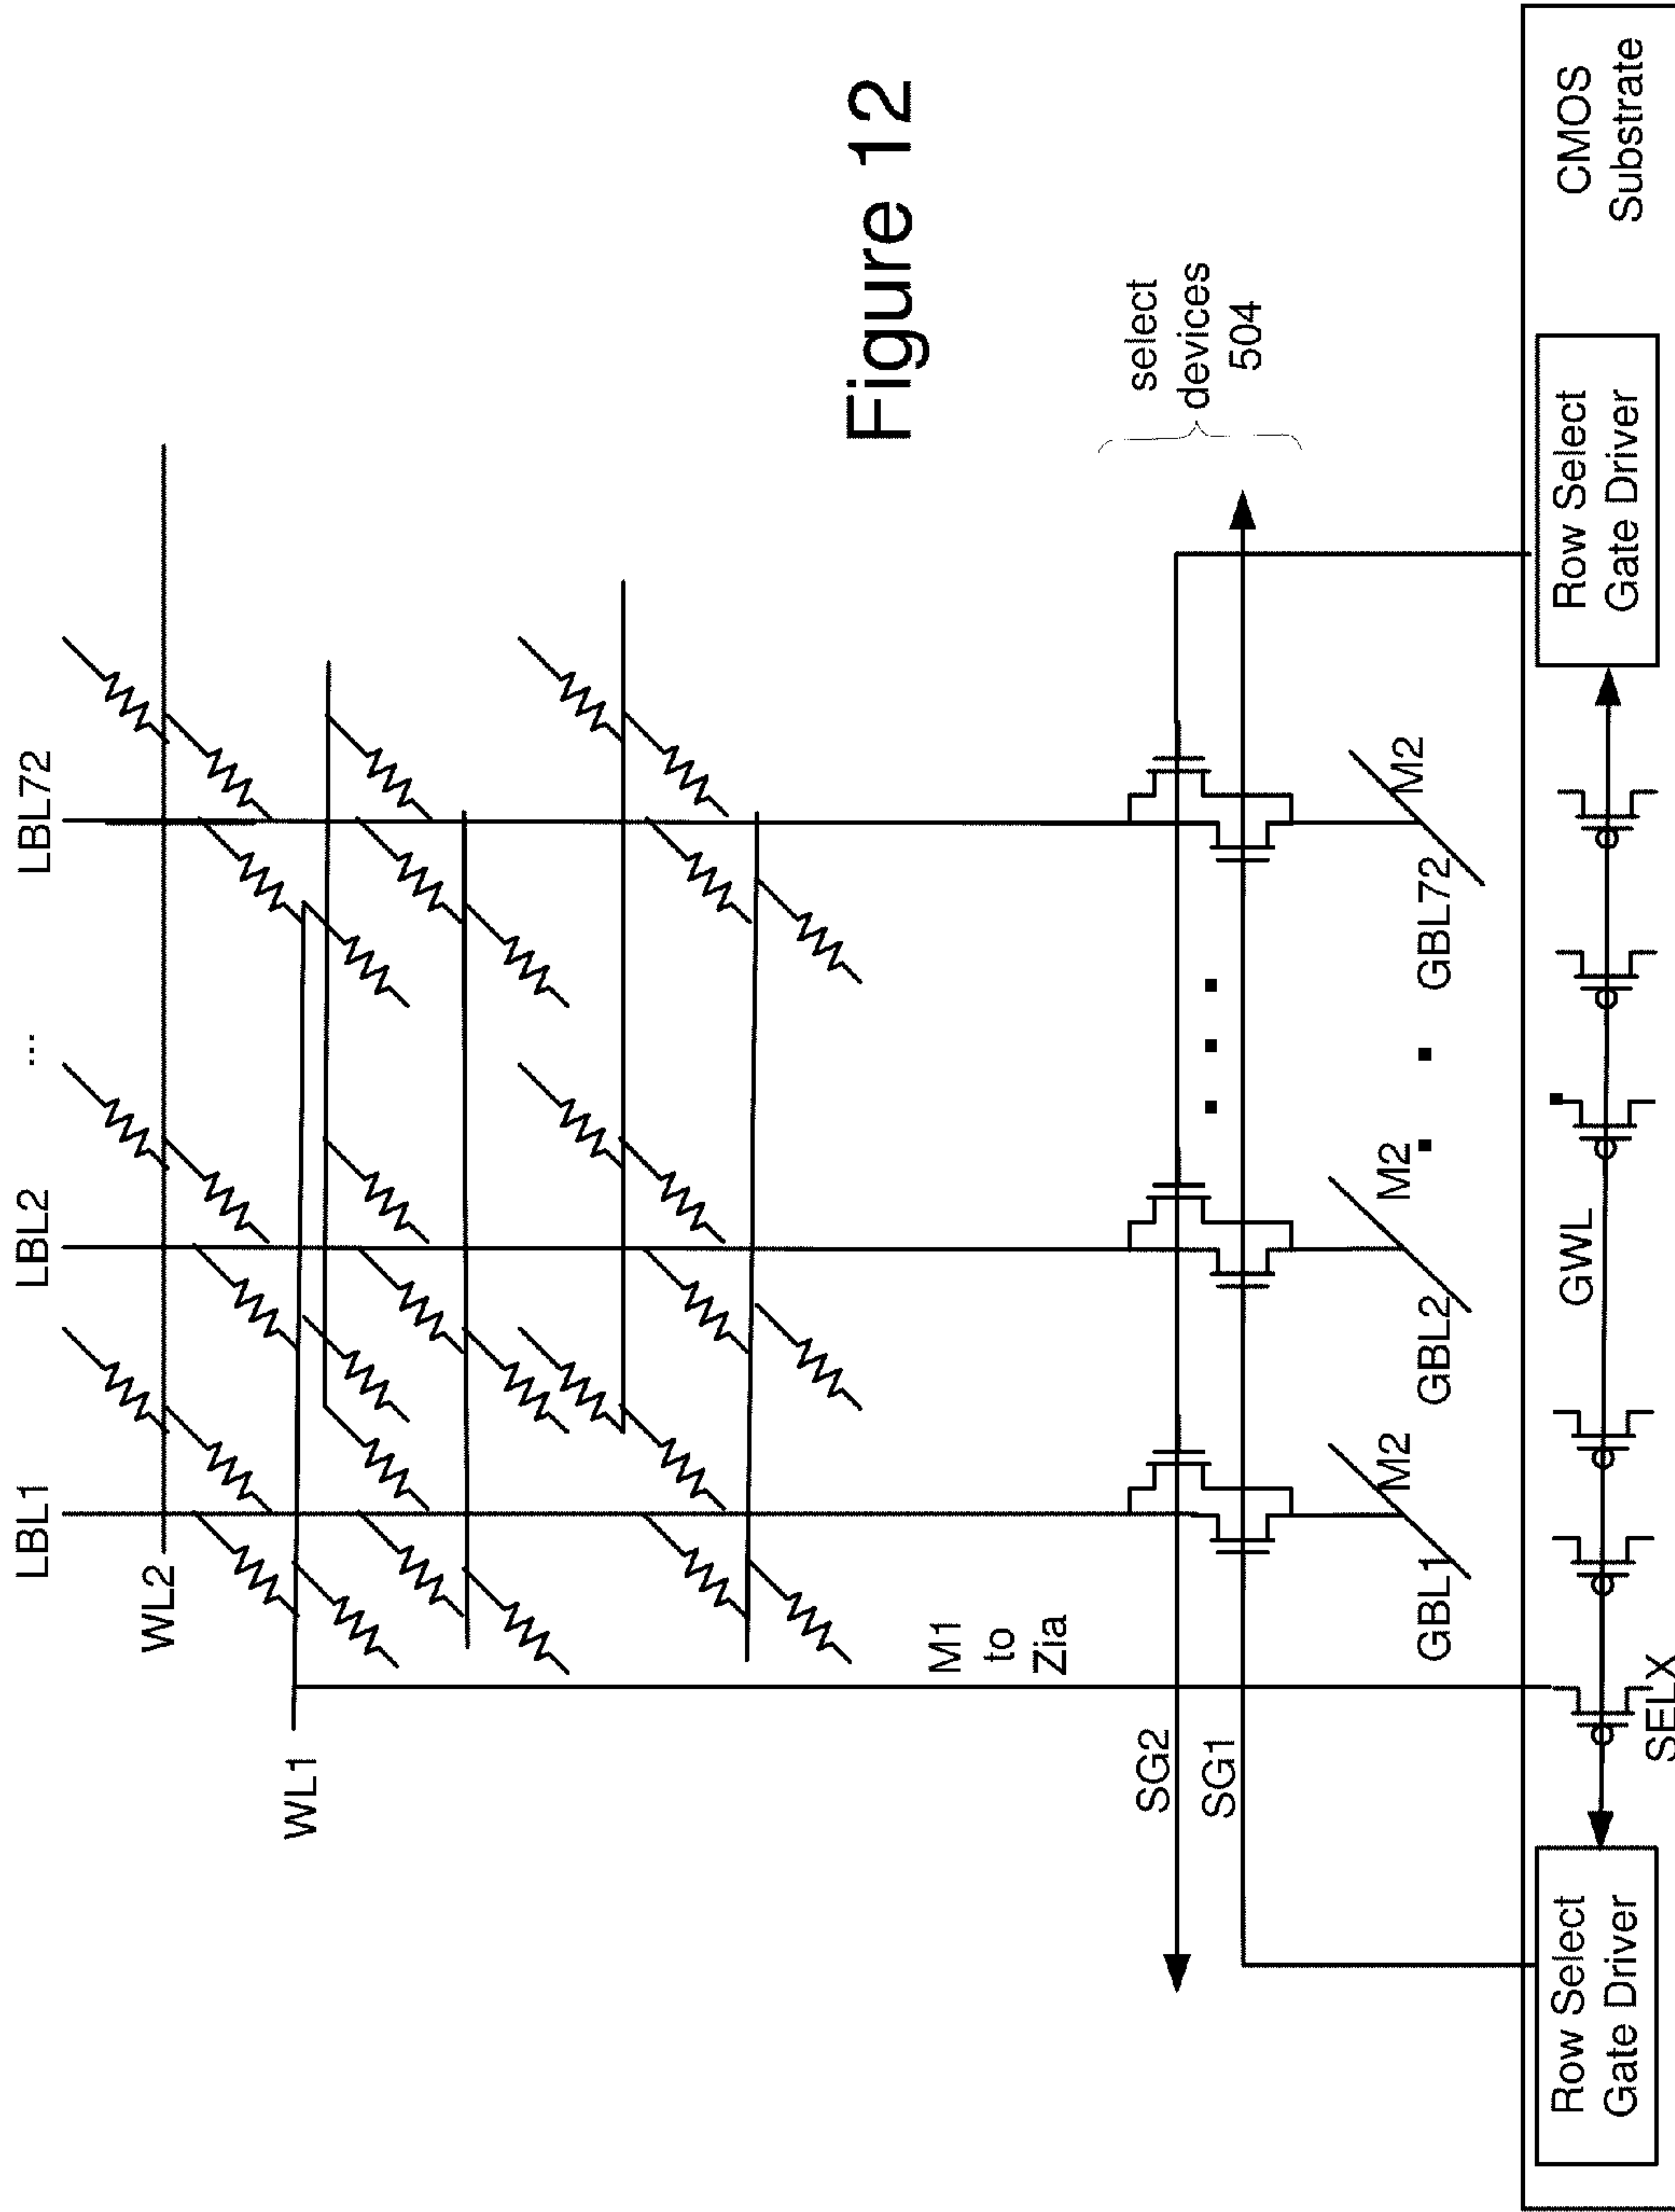 LBL1
LBL2
...
LBL72
WL2
WL1
Figure 12
M1
to
Zia
SG2
SG1
select
devices
504
M2
M2
M2
GBL1
GBL2
GBL72
GWL
SELX
Row Select
Gate Driver
Row Select
Gate Driver
CMOS
Substrate